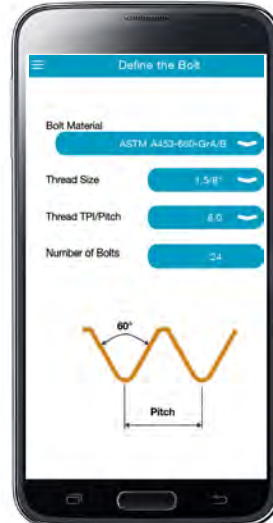 Define the Bolt
Bolt Material
ASTM A453-660-GrA/B
Thread Size
1.5/8"
Thread TPI/Pitch
8.0
Number of Bolts
24
60°
Pitch